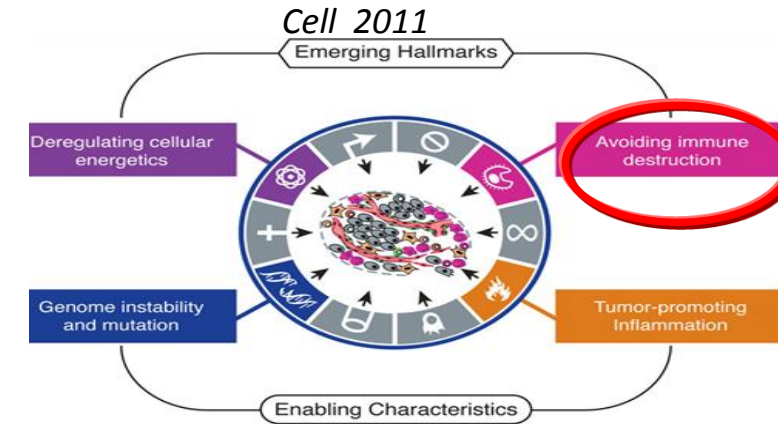 Cell 2011
Emerging Hallmarks
Deregulating cellular
energetics
Avoiding immune
destruction
Genome instability
and mutation
Tumor-promoting
Inflammation
Enabling Characteristics